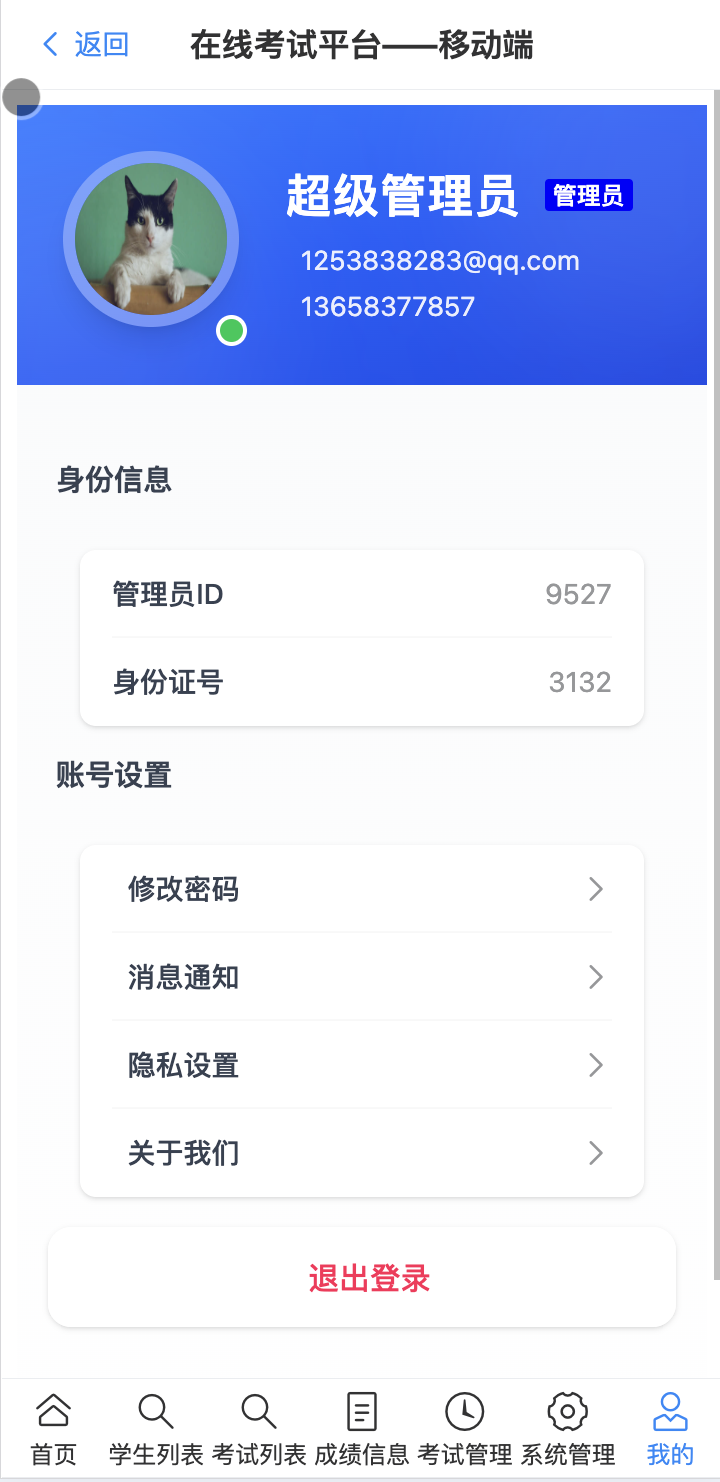 返回
在线考试平台——移动端
超级管理员 管理员
1253838283@qq.com
13658377857
身份信息
管理员ID 9527
身份证号 3132
账号设置
修改密码
消息通知
隐私设置
关于我们
退出登录
首页 学生列表 考试列表 成绩信息 考试管理 系统管理 我的